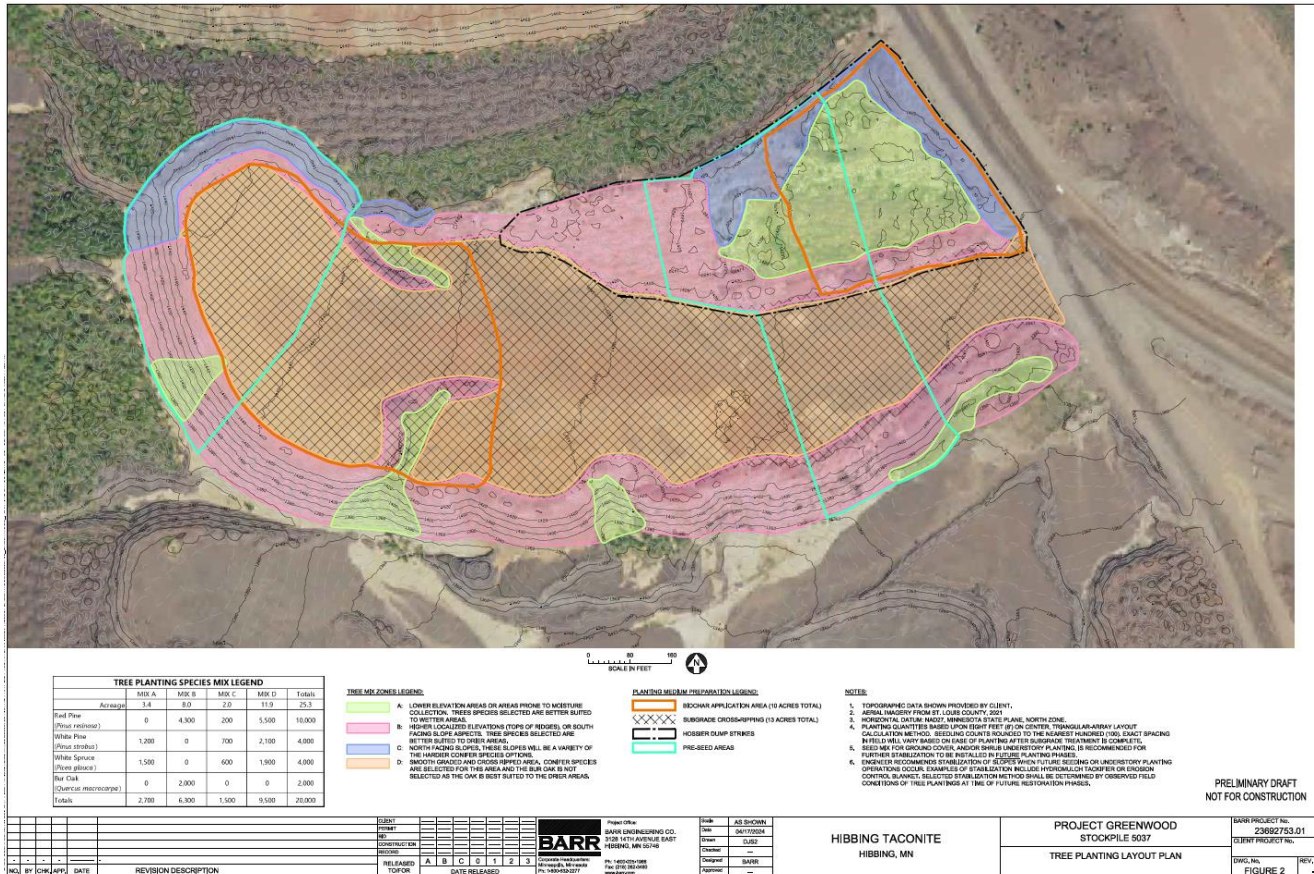 0 80 160
SCALE IN FEET
N
TREE PLANTING SPECIES MIX LEGEND
MIX A MIX B MIX C MIX D Totals
Acreage 3.4 8.0 2.0 11.9 25.3
Red Pine
(Pinus resinosa) 0 4,300 200 5,500 10,000
White Pine
(Pinus strobus) 1,200 0 700 2,100 4,000
White Spruce
(Picea glauca) 1,500 0 600 1,900 4,000
Bur Oak
(Quercus macrocarpa) 0 2,000 0 0 2,000
Totals 2,700 6,300 1,500 9,500 20,000
TREE MIX ZONES LEGEND:
A: LOWER ELEVATION AREAS OR AREAS PRONE TO MOISTURE
COLLECTION. TREES SPECIES SELECTED ARE BETTER SUITED
TO WETTER AREAS.
B: HIGHER LOCALIZED ELEVATIONS (TOPS OF RIDGES), OR SOUTH
FACING SLOPE ASPECTS. TREE SPECIES SELECTED ARE
BETTER SUITED TO DRIER AREAS.
C: NORTH FACING SLOPES, THESE SLOPES WILL BE A VARIETY OF
THE HARDIER CONIFER SPECIES OPTIONS.
D: SMOOTH GRADED AND CROSS RIPPED AREA. CONIFER SPECIES
ARE SELECTED FOR THIS AREA AND THE BUR OAK IS NOT
SELECTED AS THE OAK IS BEST SUITED TO THE DRIER AREAS.
PLANTING MEDIUM PREPARATION LEGEND:
BIOCHAR APPLICATION AREA (10 ACRES TOTAL)
SUBGRADE CROSS-RIPPING (13 ACRES TOTAL)
HOSSIER DUMP STRIKES
PRE-SEED AREAS
NOTES:
1. TOPOGRAPHIC DATA SHOWN PROVIDED BY CLIENT.
2. AERIAL IMAGERY FROM ST. LOUIS COUNTY, 2021
3. HORIZONTAL DATUM: NAD27, MINNESOTA STATE PLANE, NORTH ZONE.
4. PLANTING QUANTITIES BASED UPON EIGHT FEET (8') ON CENTER, TRIANGULAR-ARRAY LAYOUT
CALCULATION METHOD. SEEDLING COUNTS ROUNDED TO THE NEAREST HUNDRED (100). EXACT SPACING
IN FIELD WILL VARY BASED ON EASE OF PLANTING AFTER SUBGRADE TREATMENT IS COMPLETE.
5. SEED MIX FOR GROUND COVER, AND/OR SHRUB UNDERSTORY PLANTING, IS RECOMMENDED FOR
FURTHER STABILIZATION TO BE INSTALLED IN FUTURE PLANTING PHASES.
6. ENGINEER RECOMMENDS STABILIZATION OF SLOPES WHEN FUTURE SEEDING OR UNDERSTORY PLANTING
OPERATIONS OCCUR. EXAMPLES OF STABILIZATION INCLUDE HYDROMULCH TACKIFIER OR EROSION
CONTROL BLANKET. SELECTED STABILIZATION METHOD SHALL BE DETERMINED BY OBSERVED FIELD
CONDITIONS OF TREE PLANTINGS AT TIME OF FUTURE RESTORATION PHASES.
PRELIMINARY DRAFT
NOT FOR CONSTRUCTION
NO. BY CHK. APP. DATE REVISION DESCRIPTION
CLIENT
PERMIT
BID
CONSTRUCTION
RECORD
RELEASED
TO/FOR A B C 0 1 2 3
DATE RELEASED
BARR
Corporate Headquarters:
Minneapolis, Minnesota
Ph: 1-800-632-2277
Project Office:
BARR ENGINEERING CO.
3128 14TH AVENUE EAST
HIBBING, MN 55746
www.barr.com
Scale AS SHOWN
Date 04/17/2024
Drawn DJS2
Checked
Designed BARR
Approved
HIBBING TACONITE
HIBBING, MN
PROJECT GREENWOOD
STOCKPILE 5037
TREE PLANTING LAYOUT PLAN
BARR PROJECT No.
23692753.01
CLIENT PROJECT No.
DWG. No. REV.
FIGURE 2